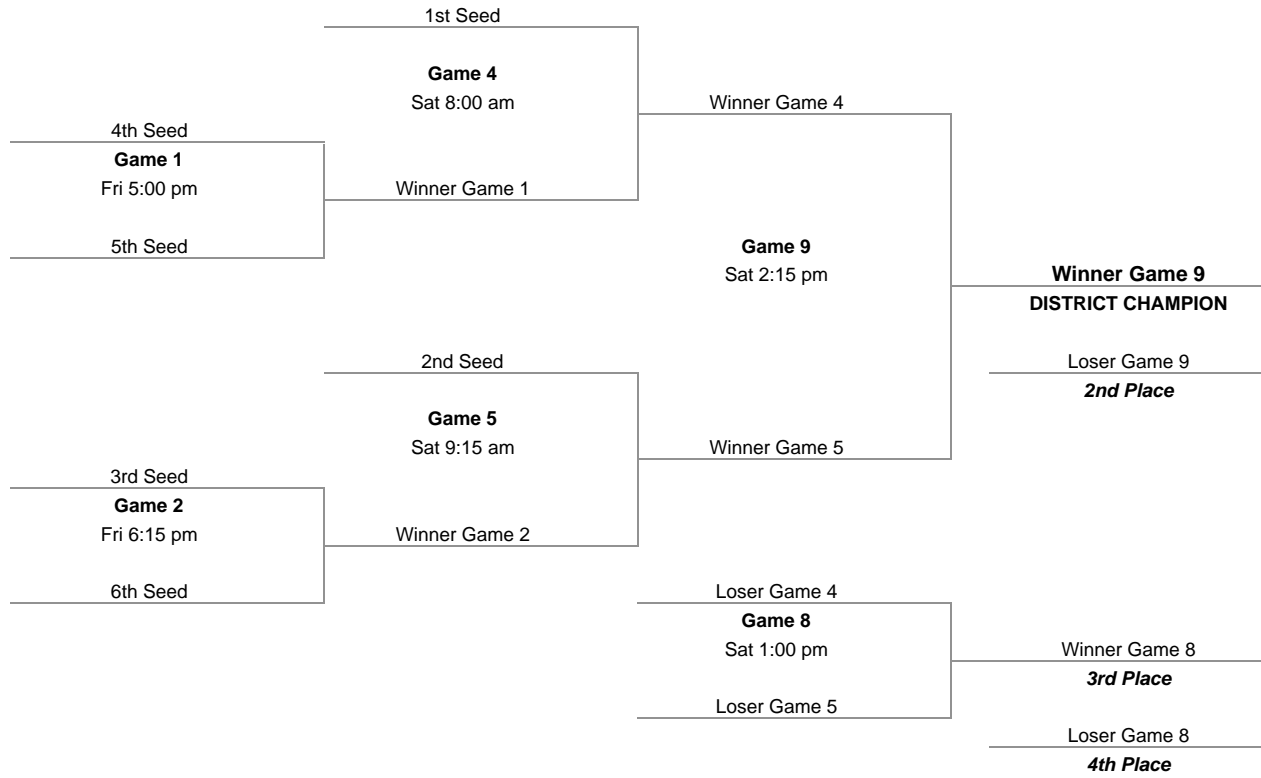 1st Seed
Game 4
Sat 8:00 am
Winner Game 4
4th Seed
Game 1
Fri 5:00 pm
Winner Game 1
5th Seed
Game 9
Sat 2:15 pm
Winner Game 9
DISTRICT CHAMPION
2nd Seed
Loser Game 9
2nd Place
Game 5
Sat 9:15 am
Winner Game 5
3rd Seed
Game 2
Fri 6:15 pm
Winner Game 2
6th Seed
Loser Game 4
Game 8
Sat 1:00 pm
Winner Game 8
3rd Place
Loser Game 5
Loser Game 8
4th Place